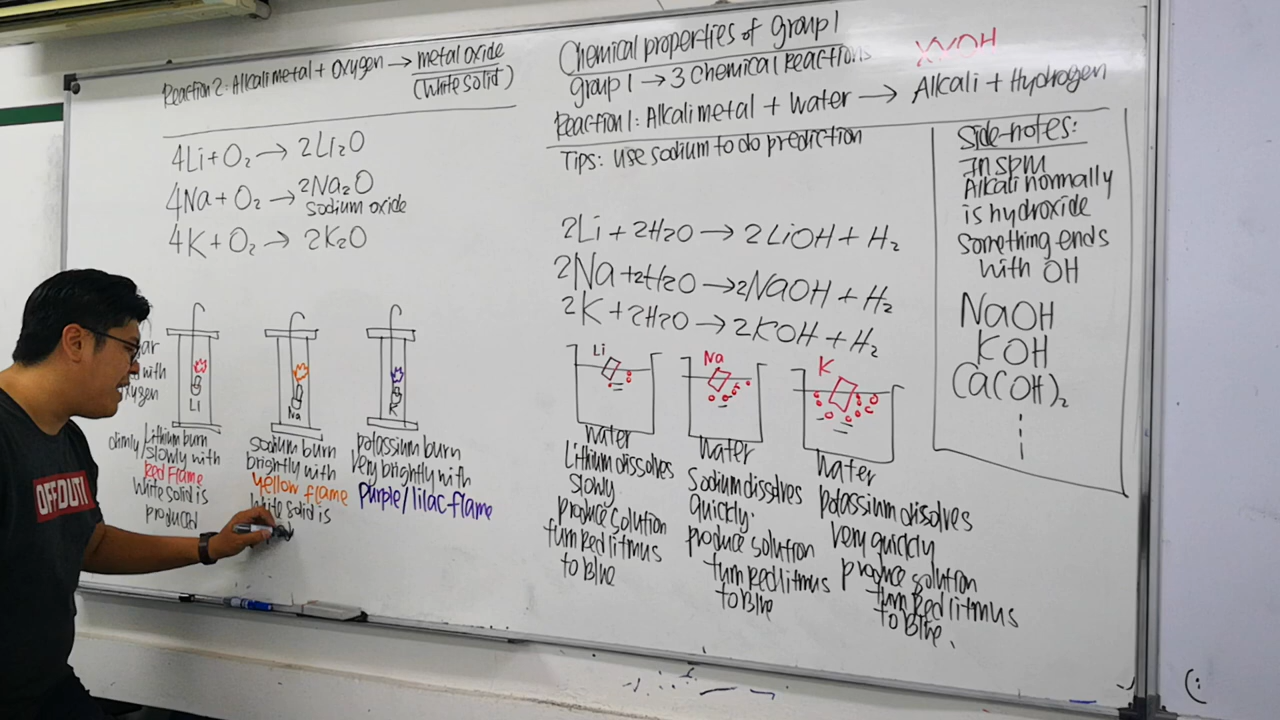 Reaction 2: Alkali metal + Oxygen → metal oxide
(White solid)
4Li + O₂ → 2Li₂O
4Na + O₂ → 2Na₂O
sodium oxide
4K + O₂ → 2K₂O
with
Li
Na
K
Lithium burn
dimly/slowly with
Red Flame
White solid is
produced
sodium burn
brightly with
Yellow flame
White solid is
potassium burn
very brightly with
Purple/lilac flame
OFFDUTY
Chemical properties of Group 1
group 1 → 3 Chemical Reactions
XXOH
Reaction 1: Alkali metal + Water → Alkali + Hydrogen
Tips: use sodium to do prediction
2Li + 2H₂O → 2LiOH + H₂
2Na + 2H₂O → 2NaOH + H₂
2K + 2H₂O → 2KOH + H₂
Li
Na
K
Water
Lithium dissolves
slowly
produce solution
turn Red litmus
to Blue
Water
Sodium dissolves
Quickly.
produce solution
turn Red litmus
to Blue
Water
potassium dissolves
very quickly
produce solution
turn Red litmus
to Blue.
Side-notes:
In SPM
Alkali normally
is hydroxide
something ends
with OH
NaOH
KOH
Ca(OH)₂